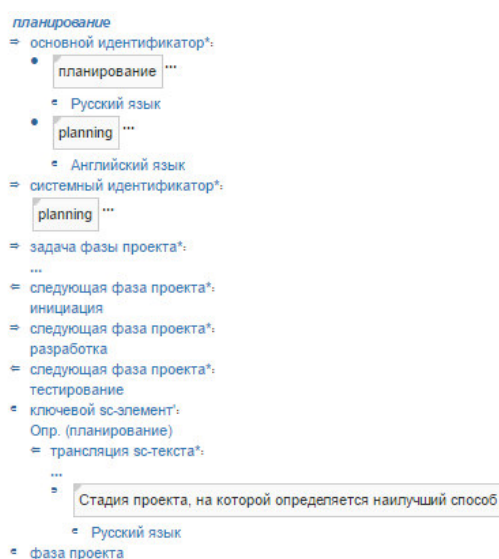 планирование
⇒ основной идентификатор*:
• планирование ...
∊ Русский язык
• planning ...
∊ Английский язык
⇒ системный идентификатор*:
planning ...
⇒ задача фазы проекта*:
...
⇐ следующая фаза проекта*:
инициация
⇒ следующая фаза проекта*:
разработка
⇐ следующая фаза проекта*:
тестирование
∊ ключевой sc-элемент':
Опр. (планирование)
⇐ трансляция sc-текста*:
...
∊ Стадия проекта, на которой определяется наилучший способ
∊ Русский язык
∊ фаза проекта